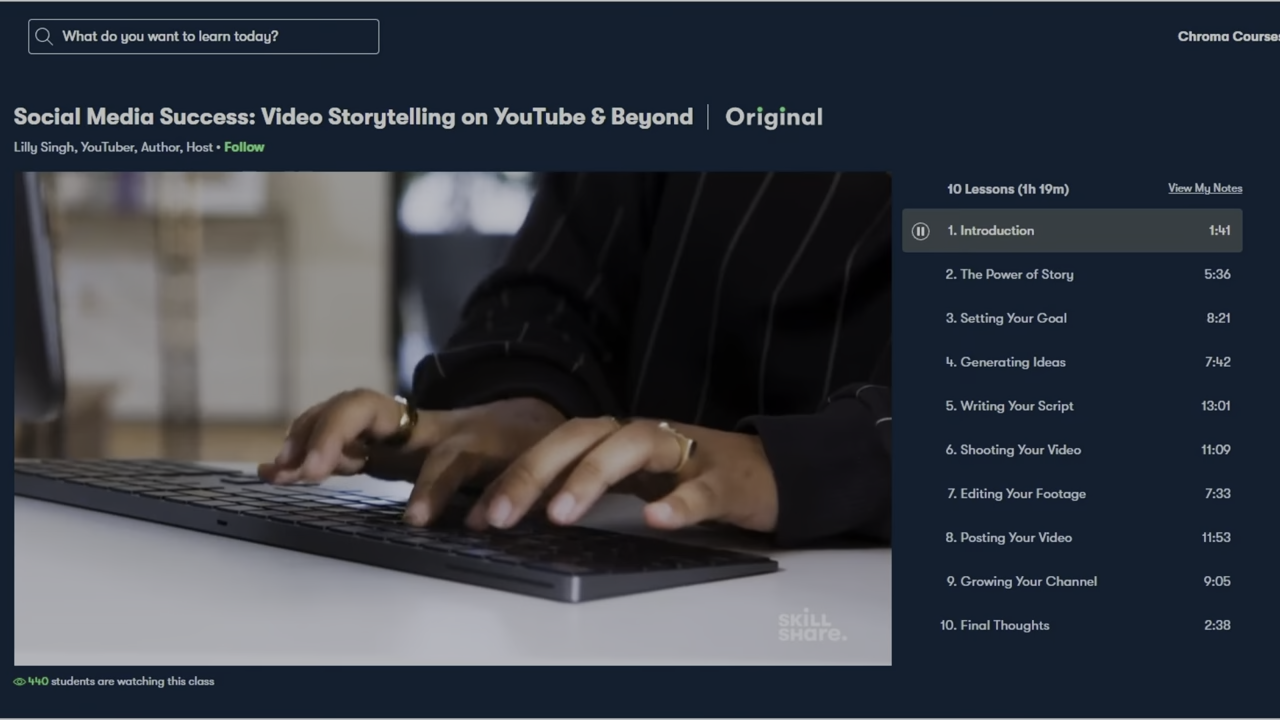 What do you want to learn today?
Chroma Courses
Social Media Success: Video Storytelling on YouTube & Beyond | Original
Lilly Singh, YouTuber, Author, Host • Follow
10 Lessons (1h 19m) View My Notes
1. Introduction 1:41
2. The Power of Story 5:36
3. Setting Your Goal 8:21
4. Generating Ideas 7:42
5. Writing Your Script 13:01
6. Shooting Your Video 11:09
7. Editing Your Footage 7:33
8. Posting Your Video 11:53
9. Growing Your Channel 9:05
10. Final Thoughts 2:38
SKILL
SHARE.
440 students are watching this class